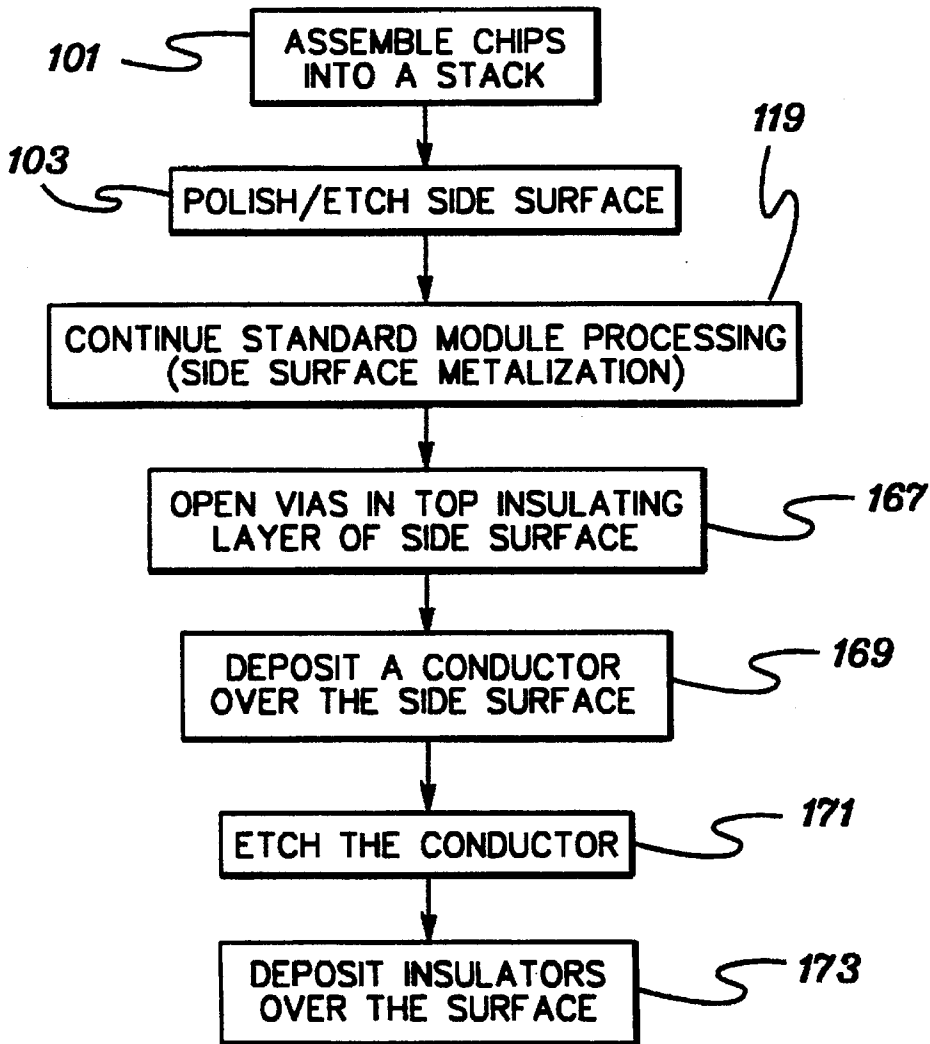 101
ASSEMBLE CHIPS
INTO A STACK
119
103
POLISH/ETCH SIDE SURFACE
CONTINUE STANDARD MODULE PROCESSING
(SIDE SURFACE METALIZATION)
OPEN VIAS IN TOP INSULATING
LAYER OF SIDE SURFACE
167
DEPOSIT A CONDUCTOR
OVER THE SIDE SURFACE
169
ETCH THE CONDUCTOR
171
DEPOSIT INSULATORS
OVER THE SURFACE
173